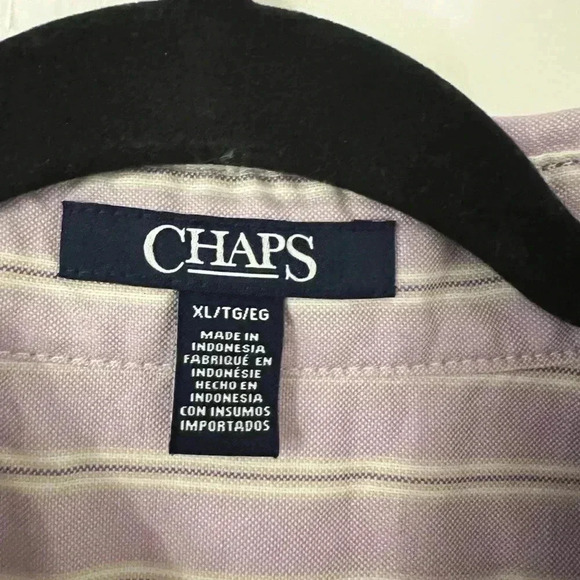 CHAPS
XL/TG/EG
MADE IN
INDONESIA
FABRIQUÉ EN
INDONÉSIE
HECHO EN
INDONESIA
CON INSUMOS
IMPORTADOS